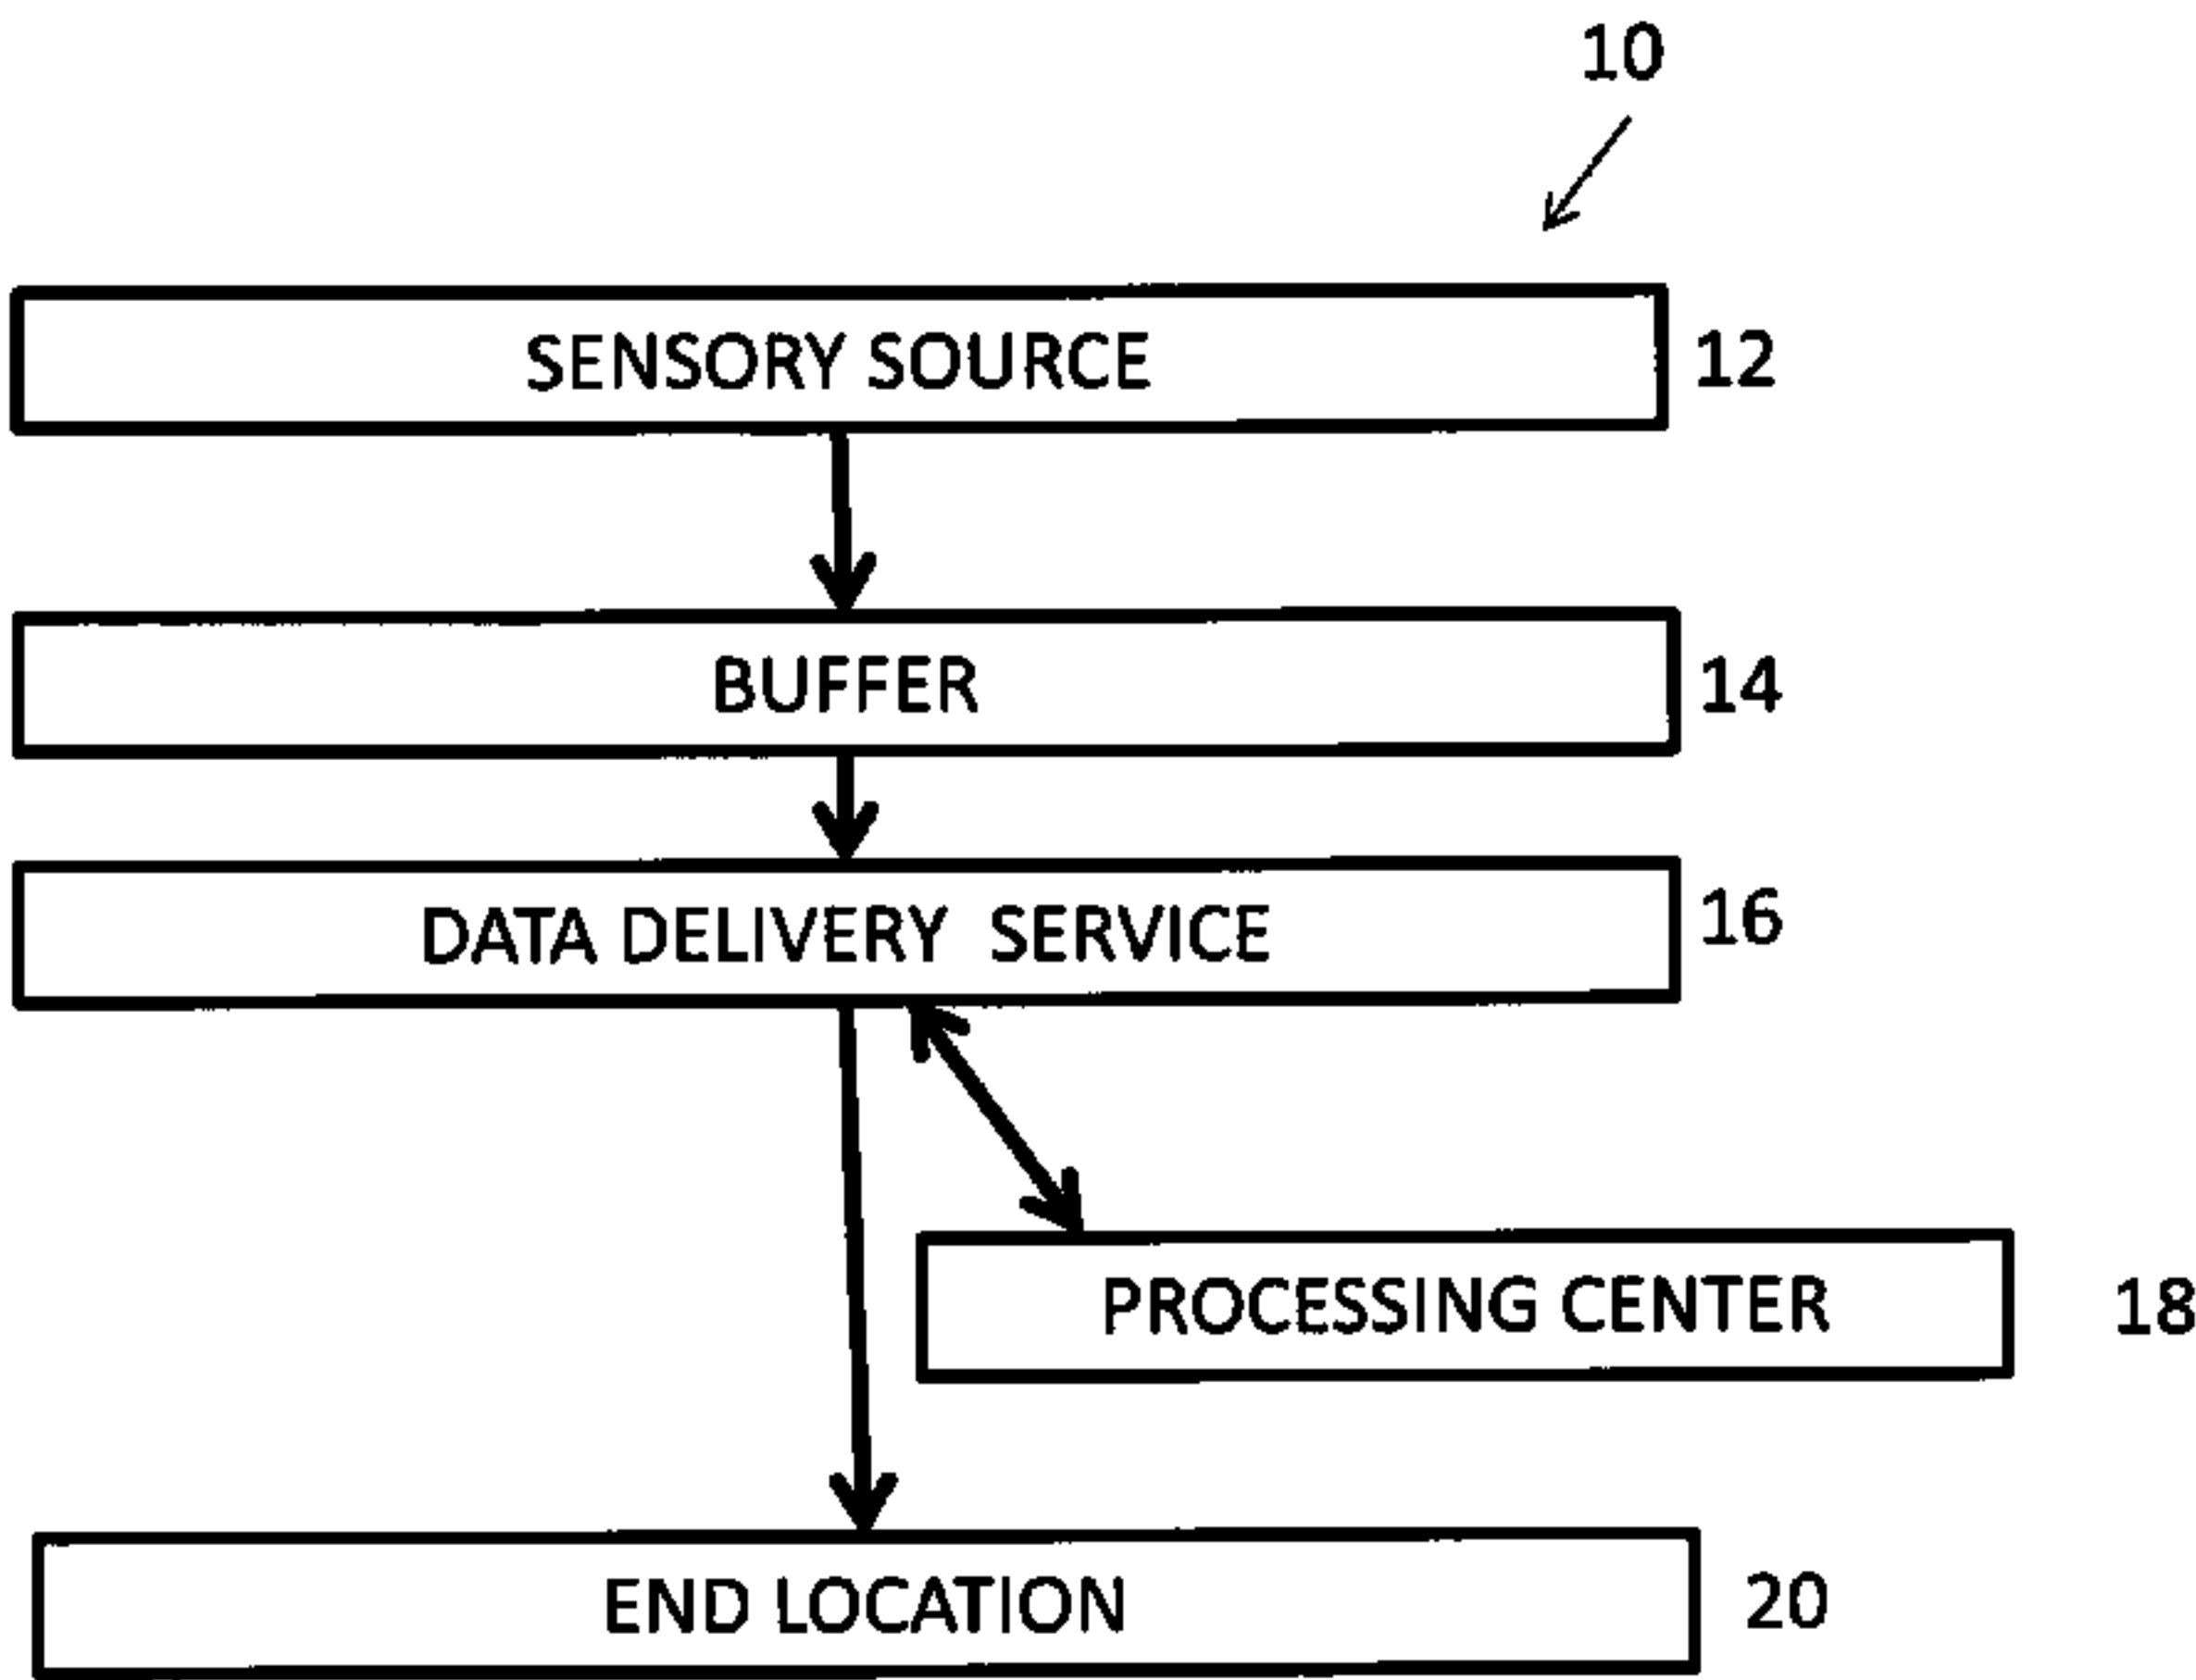 10
SENSORY SOURCE 12
BUFFER 14
DATA DELIVERY SERVICE 16
PROCESSING CENTER 18
END LOCATION 20